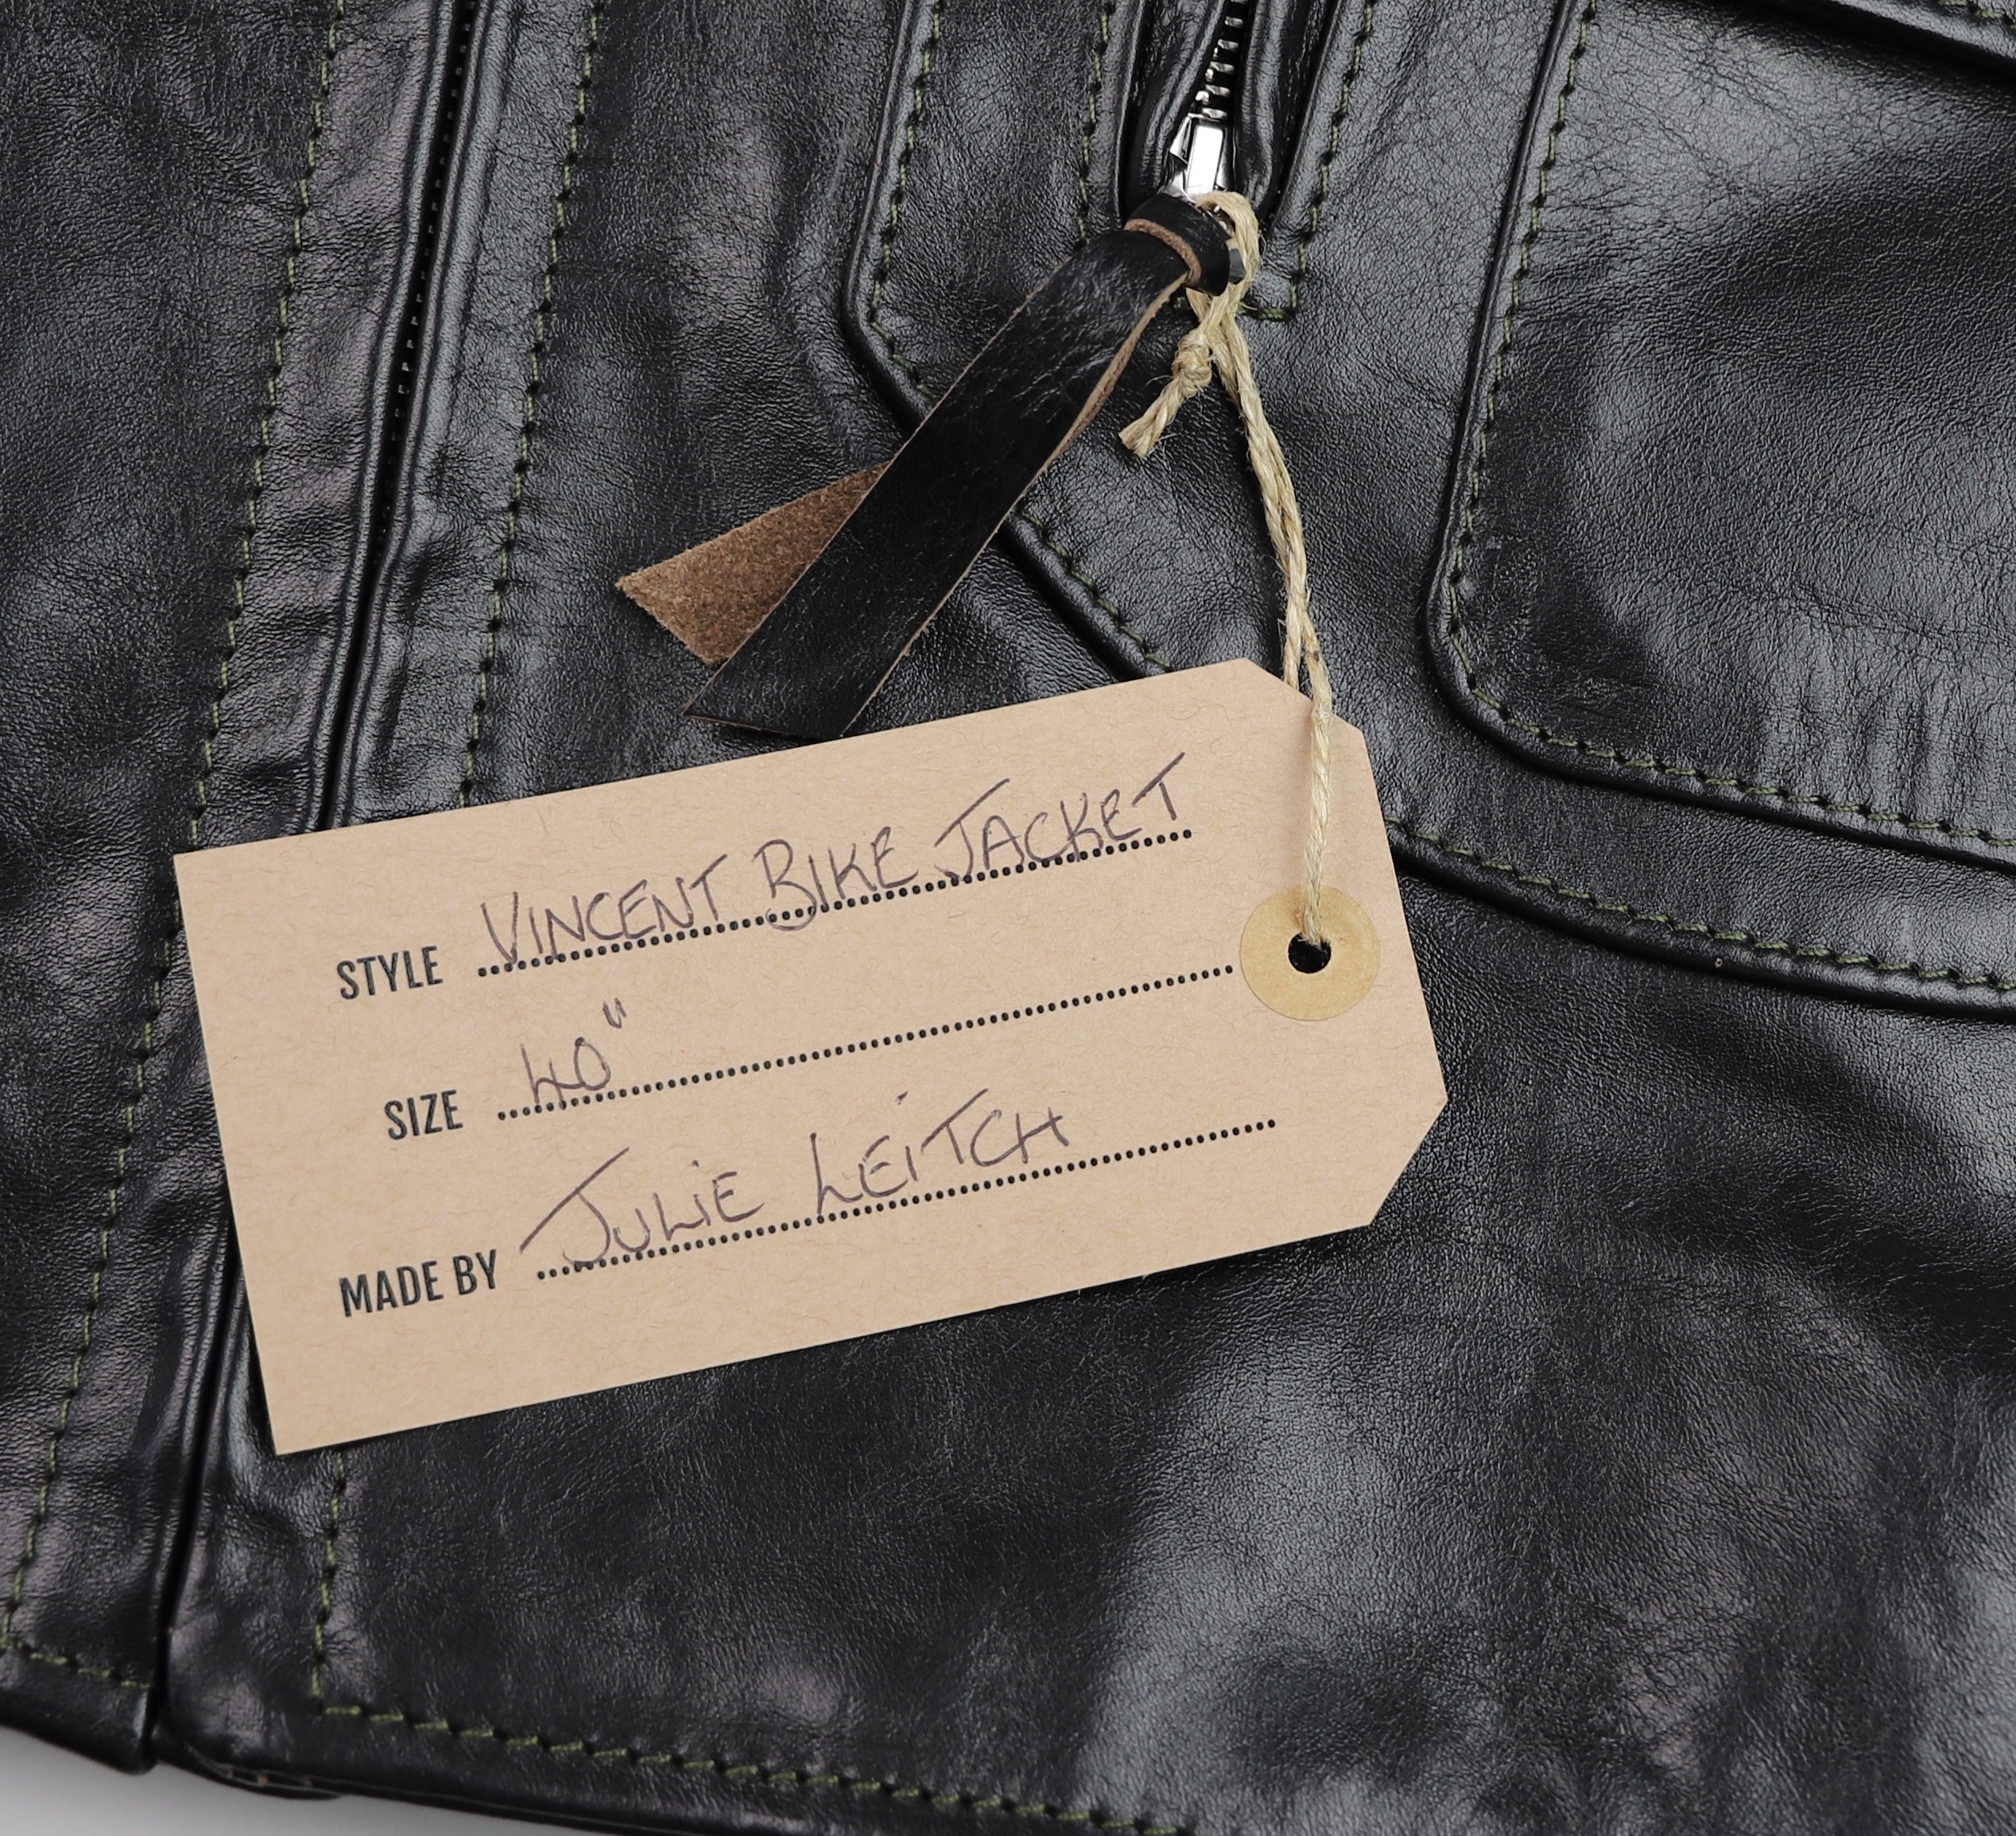 STYLE VINCENT BIKE JACKET
SIZE 40"
MADE BY JULIE LEITCH